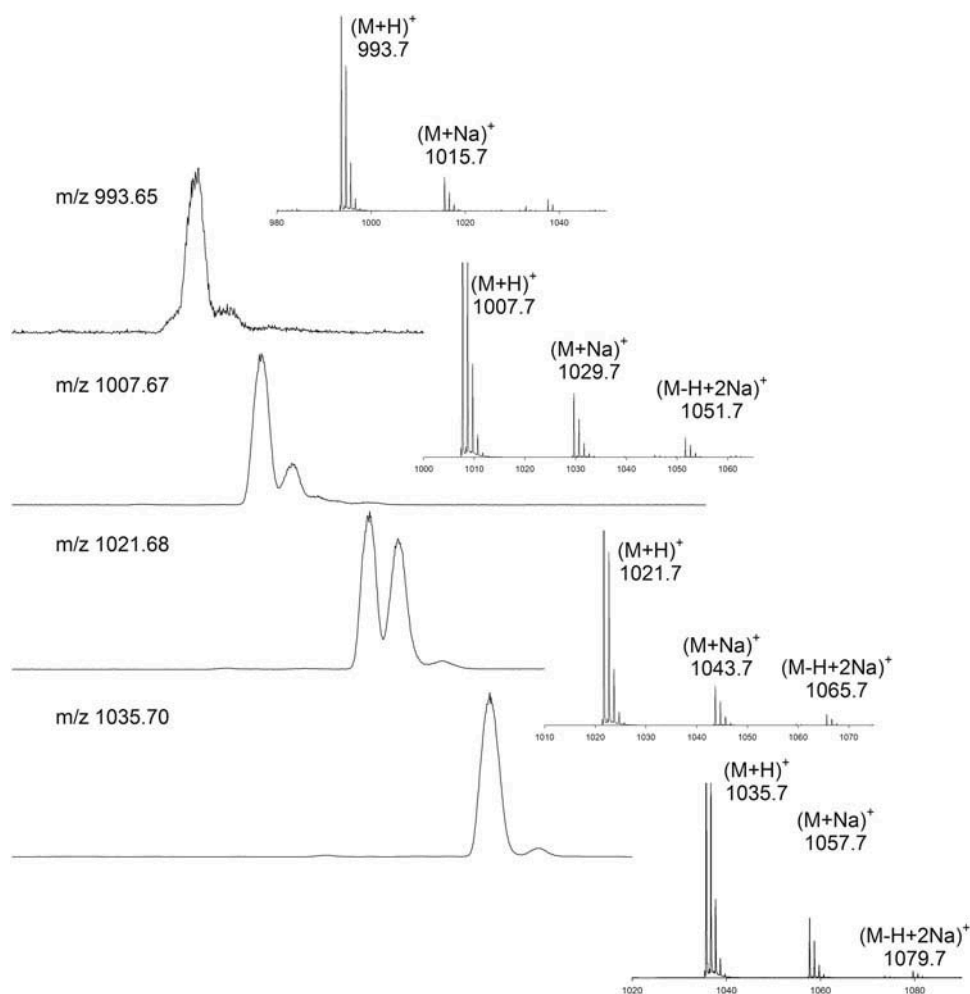 (M+H)+
993.7
(M+Na)+
1015.7
m/z 993.65
980 1000 1020 1040
(M+H)+
1007.7
(M+Na)+
1029.7
(M-H+2Na)+
1051.7
m/z 1007.67
1000 1010 1020 1030 1040 1050 1060
m/z 1021.68
(M+H)+
1021.7
(M+Na)+
1043.7
(M-H+2Na)+
1065.7
m/z 1035.70
1010 1020 1030 1040 1050 1060 1070
(M+H)+
1035.7
(M+Na)+
1057.7
(M-H+2Na)+
1079.7
1020 1040 1060 1080